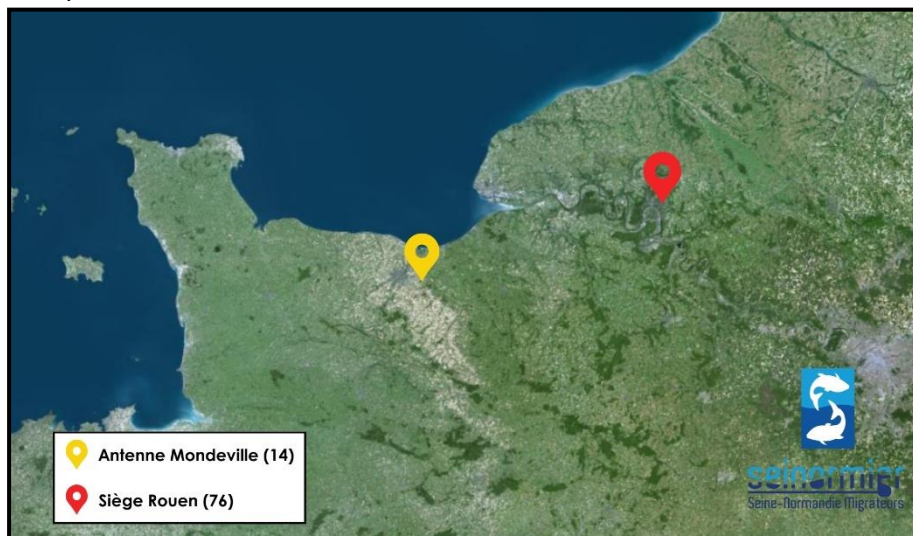 Antenne Mondeville (14)
Siège Rouen (76)
seinormigr
Seine-Normandie Migrateurs